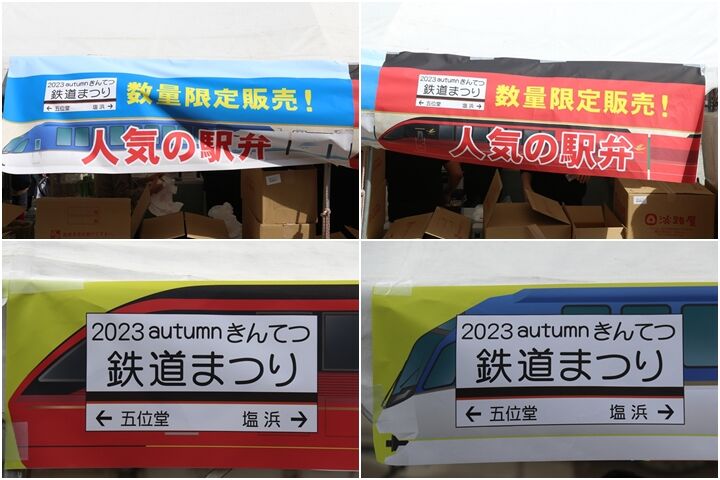 2023 autumn きんてつ
鉄道まつり
← 五位堂 塩浜 →
数量限定販売！
人気の駅弁
2023 autumn きんてつ
鉄道まつり
← 五位堂 塩浜 →
数量限定販売！
人気の駅弁
淡路屋
2023 autumn きんてつ
鉄道まつり
← 五位堂 塩浜 →
2023 autumn きんてつ
鉄道まつり
← 五位堂 塩浜 →